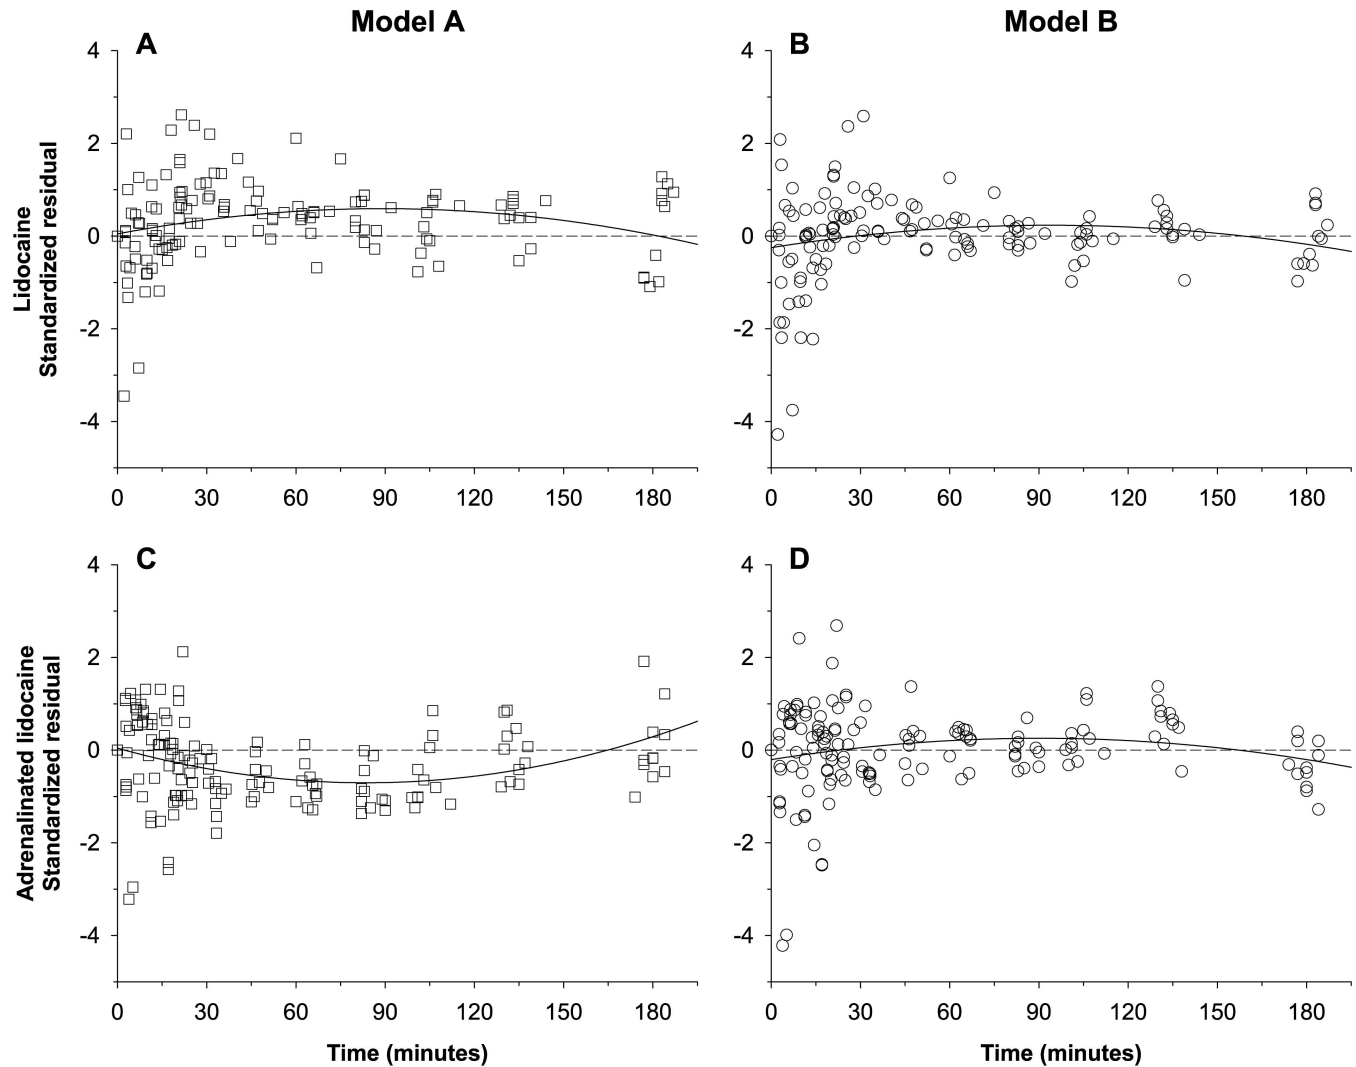 Model A
Model B
A
B
4
2
0
-2
-4
4
2
0
-2
-4
Lidocaine
Standardized residual
0 30 60 90 120 150 180
0 30 60 90 120 150 180
C
D
4
2
0
-2
-4
4
2
0
-2
-4
Adrenalinated lidocaine
Standardized residual
0 30 60 90 120 150 180
0 30 60 90 120 150 180
Time (minutes)
Time (minutes)